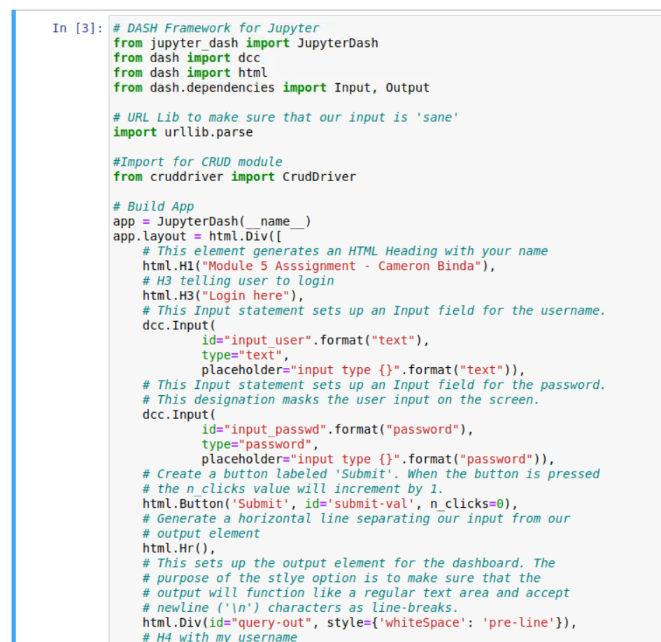 In [3]: # DASH Framework for Jupyter
from jupyter_dash import JupyterDash
from dash import dcc
from dash import html
from dash.dependencies import Input, Output

# URL Lib to make sure that our input is 'sane'
import urllib.parse

#Import for CRUD module
from cruddriver import CrudDriver

# Build App
app = JupyterDash(__name__)
app.layout = html.Div([
    # This element generates an HTML Heading with your name
    html.H1("Module 5 Asssignment - Cameron Binda"),
    # H3 telling user to login
    html.H3("Login here"),
    # This Input statement sets up an Input field for the username.
    dcc.Input(
            id="input_user".format("text"),
            type="text",
            placeholder="input type {}".format("text")),
    # This Input statement sets up an Input field for the password.
    # This designation masks the user input on the screen.
    dcc.Input(
            id="input_passwd".format("password"),
            type="password",
            placeholder="input type {}".format("password")),
    # Create a button labeled 'Submit'. When the button is pressed
    # the n_clicks value will increment by 1.
    html.Button('Submit', id='submit-val', n_clicks=0),
    # Generate a horizontal line separating our input from our
    # output element
    html.Hr(),
    # This sets up the output element for the dashboard. The
    # purpose of the stlye option is to make sure that the
    # output will function like a regular text area and accept
    # newline ('\n') characters as line-breaks.
    html.Div(id="query-out", style={'whiteSpace': 'pre-line'}),
    # H4 with my username